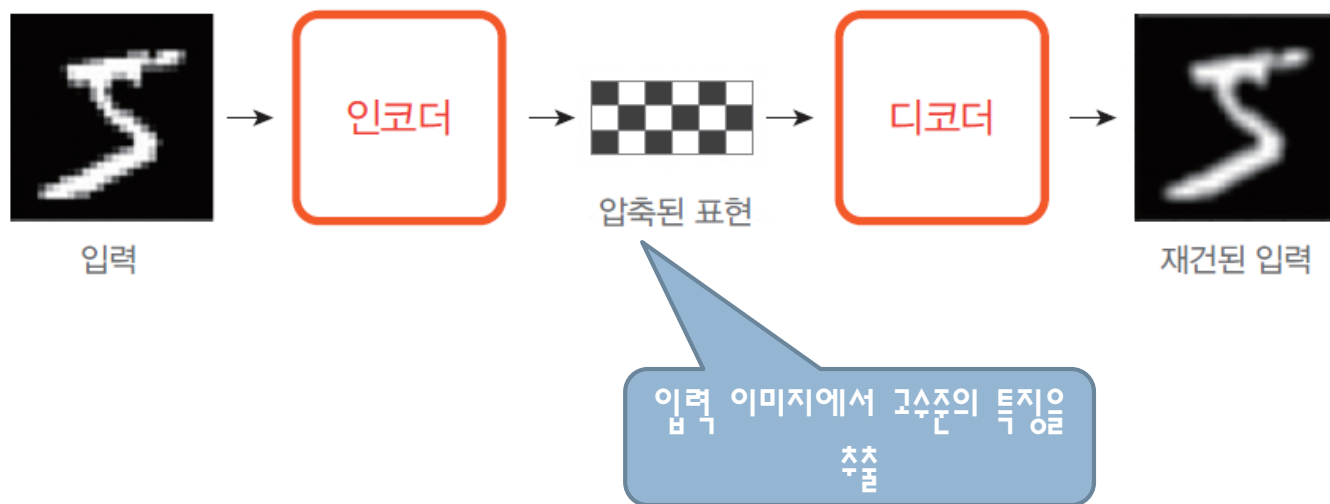 인코더
디코더
압축된 표현
입력
재건된 입력
입력 이미지에서 고수준의 특징을
추출